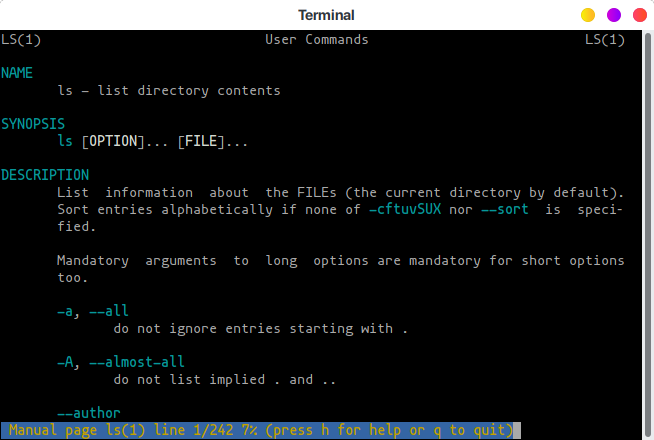 Terminal
LS(1) User Commands LS(1)
NAME
ls - list directory contents
SYNOPSIS
ls [OPTION]... [FILE]...
DESCRIPTION
List information about the FILEs (the current directory by default).
Sort entries alphabetically if none of -cftuvSUX nor --sort is speci-
fied.
Mandatory arguments to long options are mandatory for short options
too.
-a, --all
do not ignore entries starting with .
-A, --almost-all
do not list implied . and ..
--author
Manual page ls(1) line 1/242 7% (press h for help or q to quit)